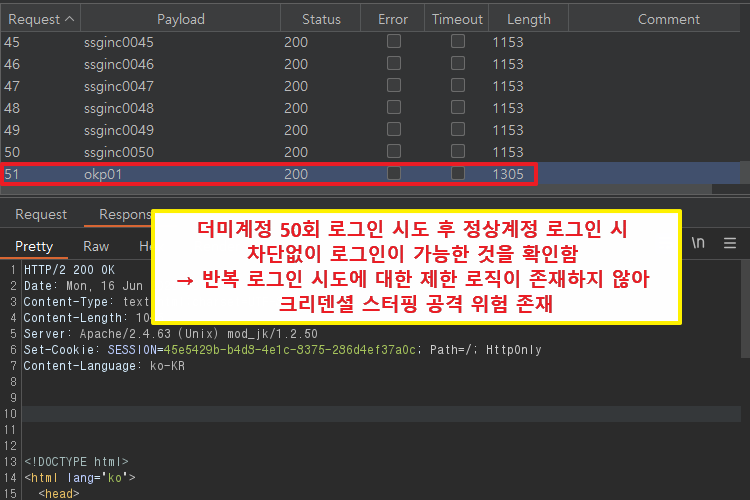 Request Payload Status Error Timeout Length Comment
45 ssginc0045 200 1153
46 ssginc0046 200 1153
47 ssginc0047 200 1153
48 ssginc0048 200 1153
49 ssginc0049 200 1153
50 ssginc0050 200 1153
51 okp01 200 1305
Request Respons
Pretty Raw \n
더미계정 50회 로그인 시도 후 정상계정 로그인 시
차단없이 로그인이 가능한 것을 확인함
→ 반복 로그인 시도에 대한 제한 로직이 존재하지 않아
크리덴셜 스터핑 공격 위험 존재
1 HTTP/2 200 OK
2 Date: Mon, 16 Jun
3 Content-Type: text
4 Content-Length:
5 Server: Apache/2.4.63 (Unix) mod_jk/1.2.50
6 Set-Cookie: SESSION=45e5429b-b4d8-4e1c-8375-286d4ef37a0c; Path=/; HttpOnly
7 Content-Language: ko-KR
8
9
10
11
12
13 <!DOCTYPE html>
14 <html lang="ko">
15 <head>